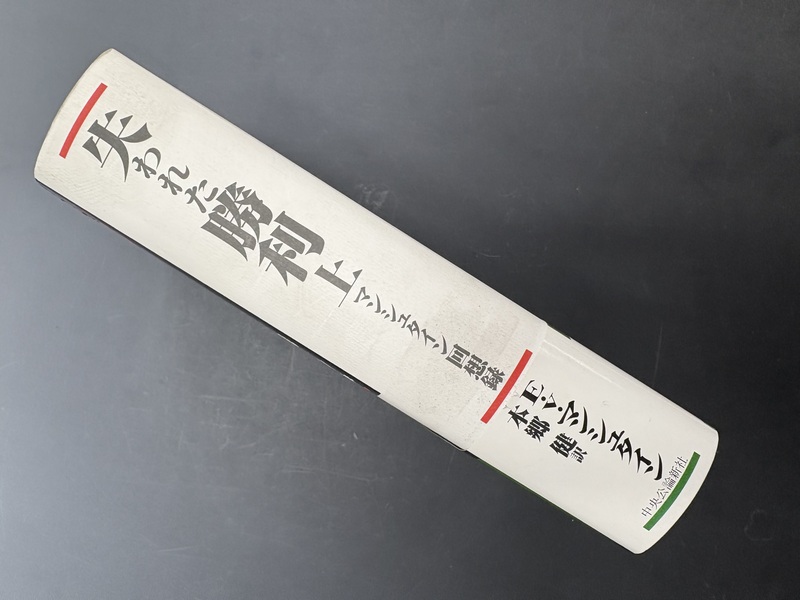 失われた勝利 上
マンシュタイン回想録
E・v・マンシュタイン
本郷 健 訳
中央公論新社